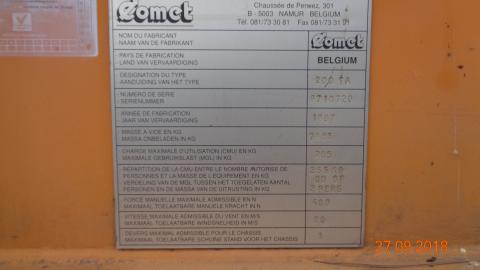 Comet
Chaussée de Perwez, 301
B - 5003 NAMUR BELGIUM
Tél. 081/73 30 81 Fax 081/73 31
NOM DU FABRICANT
NAAM VAN DE FABRIKANT
Comet
PAYS DE FABRICATION
LAND VAN VERVAARDIGING
BELGIUM
DESIGNATION DU TYPE
AANDUIDING VAN HET TYPE
NUMERO DE SERIE
SERIENUMMER
ANNEE DE FABRICATION
JAAR VAN VERVAARDIGING
MASSE A VIDE EN KG
MASSA ONBELADEN IN KG
CHARGE MAXIMALE D'UTILISATION (CMU) EN KG
MAXIMALE GEBRUIKSLAST (MGL) IN KG
REPARTITION DE LA CMU ENTRE LE NOMBRE AUTORISE DE
PERSONNES ET LA MASSE DE L'EQUIPEMENT EN KG
VERDELING VAN DE MGL TUSSEN HET TOEGELATEN AANTAL
PERSONEN EN DE MASSA VAN DE UITRUSTING IN KG
FORCE MANUELLE MAXIMALE ADMISSIBLE EN N
MAXIMAAL TOELAATBARE MANUELE KRACHT IN N
400
VITESSE MAXIMALE ADMISSIBLE DU VENT EN M/S
MAXIMAAL TOELAATBARE WINDSNELHEID IN M/S
DEVERS MAXIMAL ADMISSIBLE POUR LE CHASSIS
MAXIMAAL TOELAATBARE SCHUINE STAND VOOR HET CHASSIS
27.09.2018